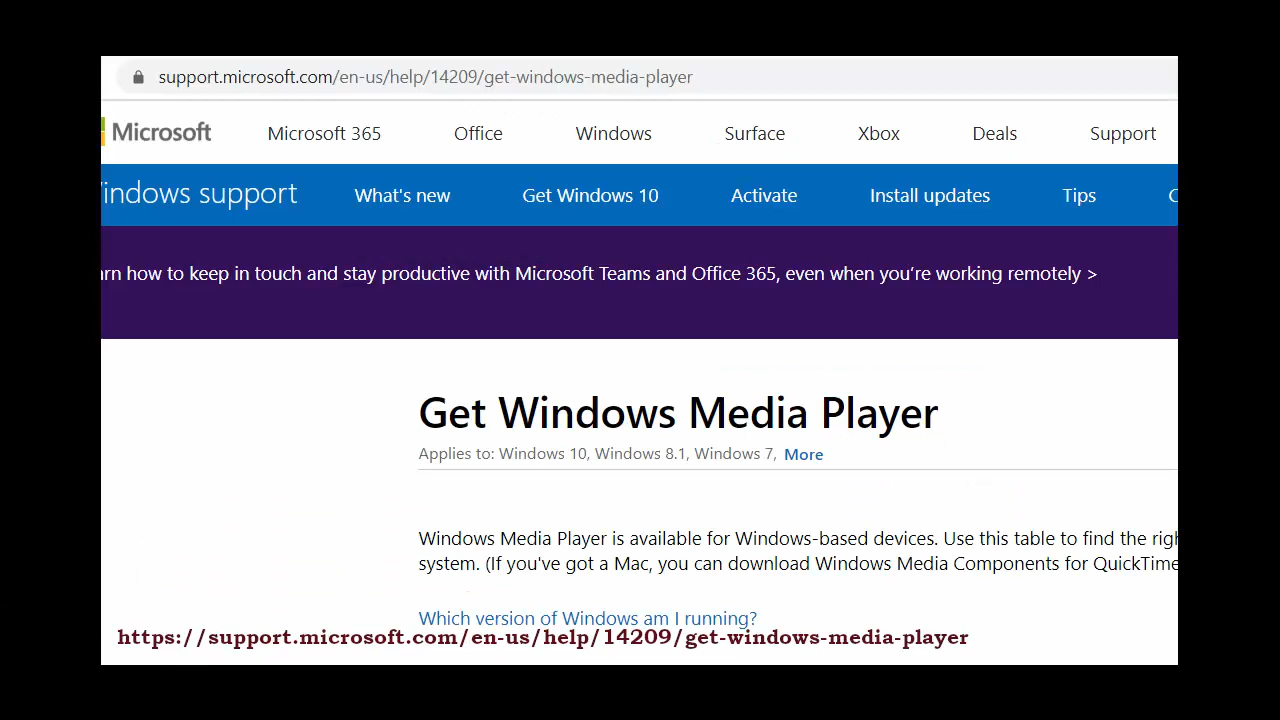 support.microsoft.com/en-us/help/14209/get-windows-media-player
Microsoft Microsoft 365 Office Windows Surface Xbox Deals Support
indows support What's new Get Windows 10 Activate Install updates Tips
rn how to keep in touch and stay productive with Microsoft Teams and Office 365, even when you're working remotely >
Get Windows Media Player
Applies to: Windows 10, Windows 8.1, Windows 7, More
Windows Media Player is available for Windows-based devices. Use this table to find the rig
system. (If you've got a Mac, you can download Windows Media Components for QuickTime
Which version of Windows am I running?
https://support.microsoft.com/en-us/help/14209/get-windows-media-player